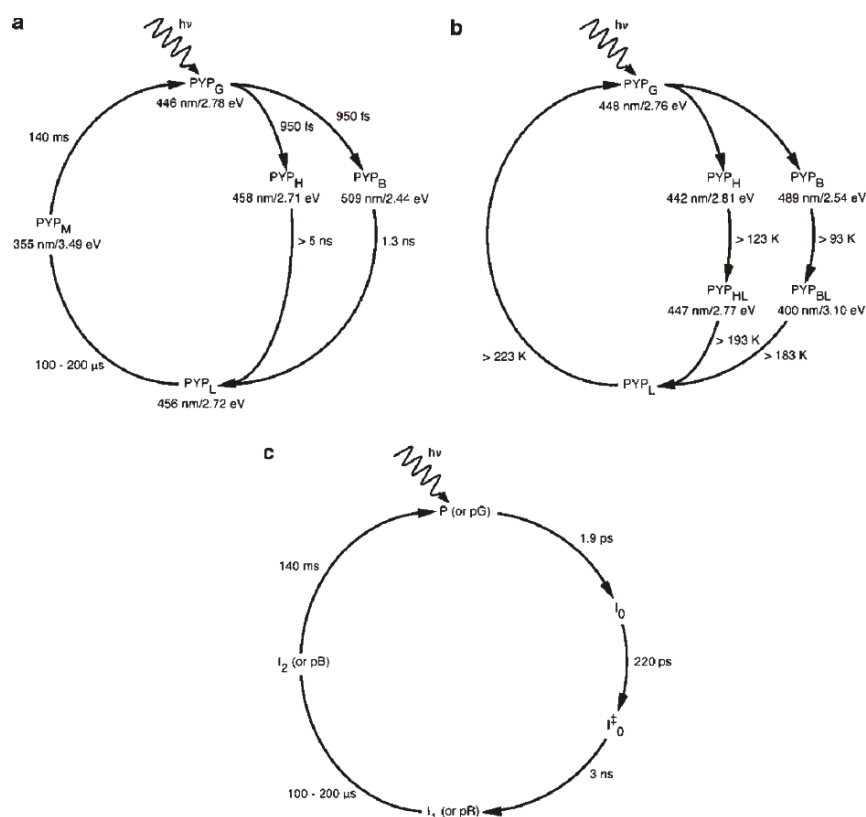 a
hν
PYP_G
446 nm/2.78 eV
140 ms
950 fs
950 fs
PYP_H
458 nm/2.71 eV
PYP_B
509 nm/2.44 eV
PYP_M
355 nm/3.49 eV
> 5 ns
1.3 ns
100 - 200 µs
PYP_L
456 nm/2.72 eV
b
hν
PYP_G
448 nm/2.76 eV
PYP_H
442 nm/2.81 eV
PYP_B
489 nm/2.54 eV
> 123 K
> 93 K
PYP_HL
447 nm/2.77 eV
PYP_BL
400 nm/3.10 eV
> 193 K
> 183 K
> 223 K
PYP_L
c
hν
P (or pG)
1.9 ps
140 ms
I_0
I_2 (or pB)
220 ps
I_0^‡
3 ns
100 - 200 µs
I_1 (or pR)